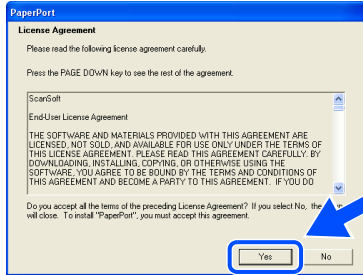 PaperPort
License Agreement
Please read the following license agreement carefully.
Press the PAGE DOWN key to see the rest of the agreement.
ScanSoft
End-User License Agreement
THE SOFTWARE AND MATERIALS PROVIDED WITH THIS AGREEMENT ARE
LICENSED, NOT SOLD, AND AVAILABLE FOR USE ONLY UNDER THE TERMS OF
THIS LICENSE AGREEMENT. PLEASE READ THIS AGREEMENT CAREFULLY. BY
DOWNLOADING, INSTALLING, COPYING, OR OTHERWISE USING THE
SOFTWARE, YOU AGREE TO BE BOUND BY THE TERMS AND CONDITIONS OF
THIS AGREEMENT AND BECOME A PARTY TO THIS AGREEMENT. IF YOU DO
Do you accept all the terms of the preceding License Agreement? If you select No, the
will close. To install "PaperPort", you must accept this agreement.
Yes
No